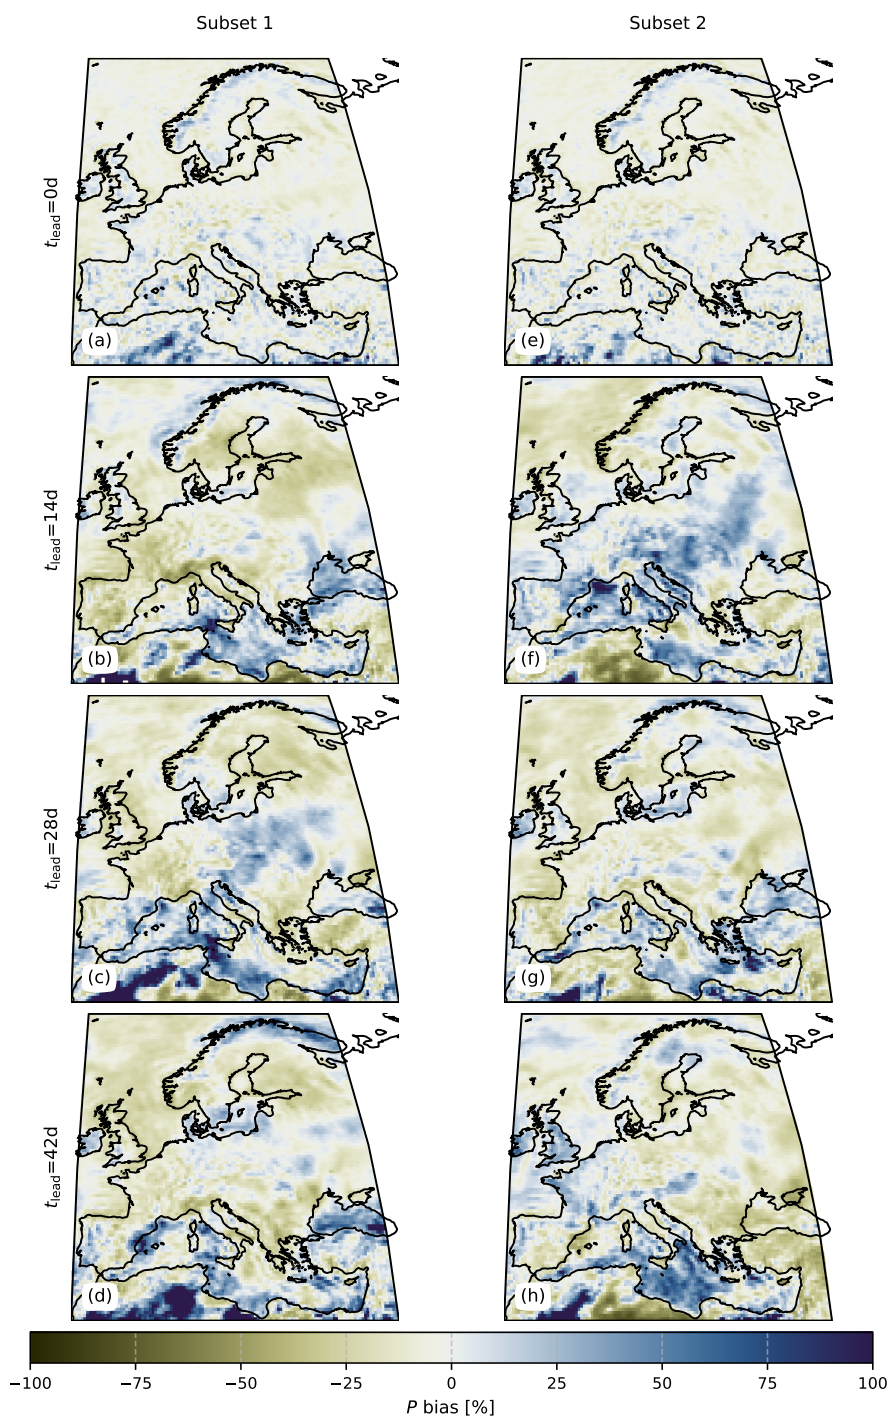 Subset 1
Subset 2
t_lead=0d
(a)
(e)
t_lead=14d
(b)
(f)
t_lead=28d
(c)
(g)
t_lead=42d
(d)
(h)
−100 −75 −50 −25 0 25 50 75 100
P bias [%]